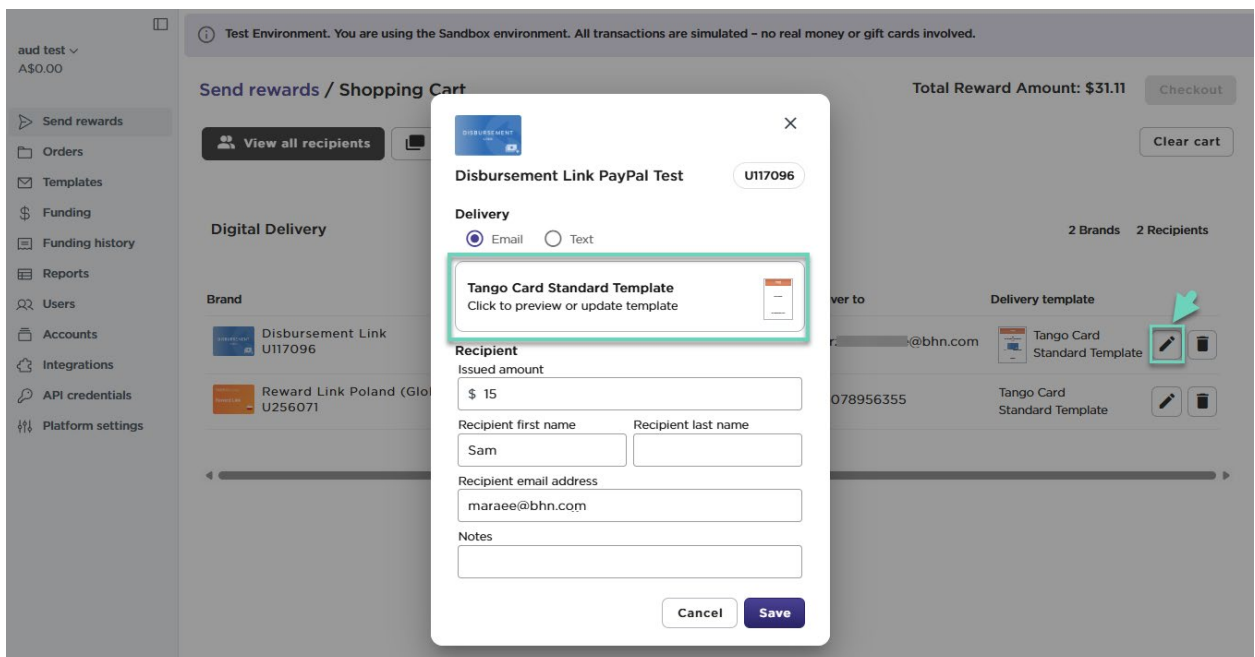 Test Environment. You are using the Sandbox environment. All transactions are simulated – no real money or gift cards involved.
aud test
A$0.00
Send rewards
Orders
Templates
Funding
Funding history
Reports
Users
Accounts
Integrations
API credentials
Platform settings
Send rewards / Shopping Cart
Total Reward Amount: $31.11
Checkout
View all recipients
Clear cart
Digital Delivery
2 Brands 2 Recipients
Brand
ver to
Delivery template
Disbursement Link
U117096
@bhn.com
Tango Card
Standard Template
Reward Link Poland (Glo
U256071
078956355
Tango Card
Standard Template
DISBURSEMENT
Disbursement Link PayPal Test
U117096
Delivery
Email
Text
Tango Card Standard Template
Click to preview or update template
Recipient
Issued amount
$ 15
Recipient first name
Recipient last name
Sam
Recipient email address
maraee@bhn.com
Notes
Cancel
Save